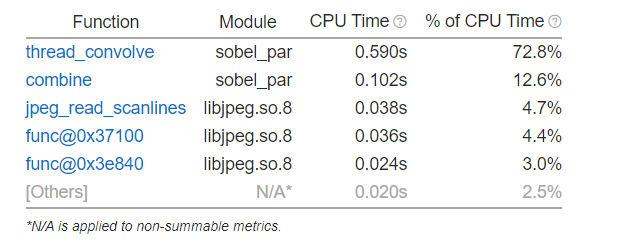 Function Module CPU Time ? % of CPU Time ?
thread_convolve sobel_par 0.590s 72.8%
combine sobel_par 0.102s 12.6%
jpeg_read_scanlines libjpeg.so.8 0.038s 4.7%
func@0x37100 libjpeg.so.8 0.036s 4.4%
func@0x3e840 libjpeg.so.8 0.024s 3.0%
[Others] N/A* 0.020s 2.5%
*N/A is applied to non-summable metrics.